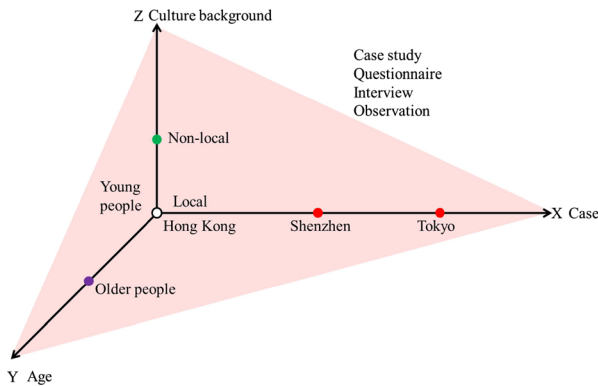 Z Culture background
Case study
Questionnaire
Interview
Observation
Non-local
Young
people
Local
Hong Kong
Shenzhen
Tokyo
X Case
Older people
Y Age